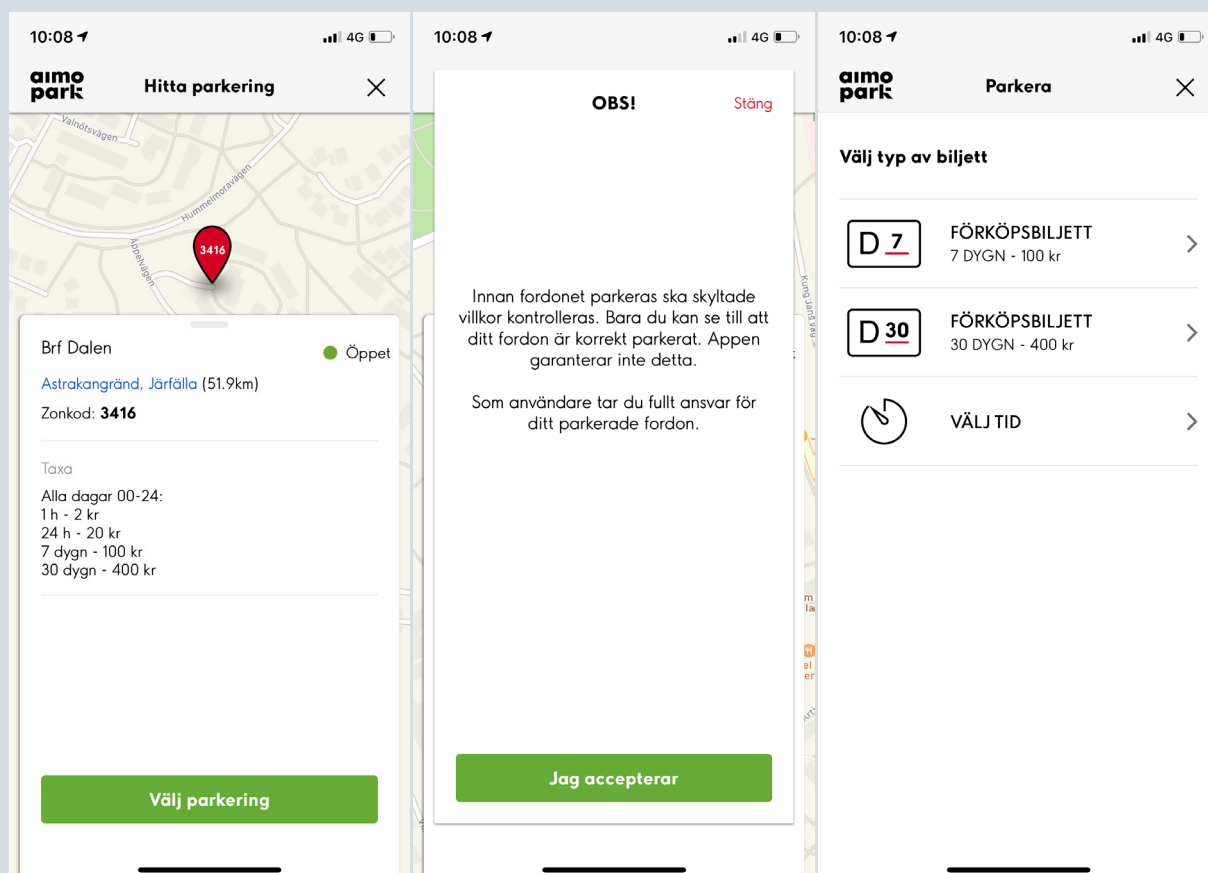 10:08
4G
aimo
park
Hitta parkering
Valnötsvägen
Hummelmoravägen
Äppelvägen
3416
Brf Dalen
Öppet
Astrakangränd, Järfälla (51.9km)
Zonkod: 3416
Taxa
Alla dagar 00-24:
1 h - 2 kr
24 h - 20 kr
7 dygn - 100 kr
30 dygn - 400 kr
Välj parkering
10:08
4G
OBS!
Stäng
Innan fordonet parkeras ska skyltade
villkor kontrolleras. Bara du kan se till att
ditt fordon är korrekt parkerat. Appen
garanterar inte detta.
Som användare tar du fullt ansvar för
ditt parkerade fordon.
Kung Jans väg
Jag accepterar
10:08
4G
aimo
park
Parkera
Välj typ av biljett
D 7
FÖRKÖPSBILJETT
7 DYGN - 100 kr
D 30
FÖRKÖPSBILJETT
30 DYGN - 400 kr
VÄLJ TID